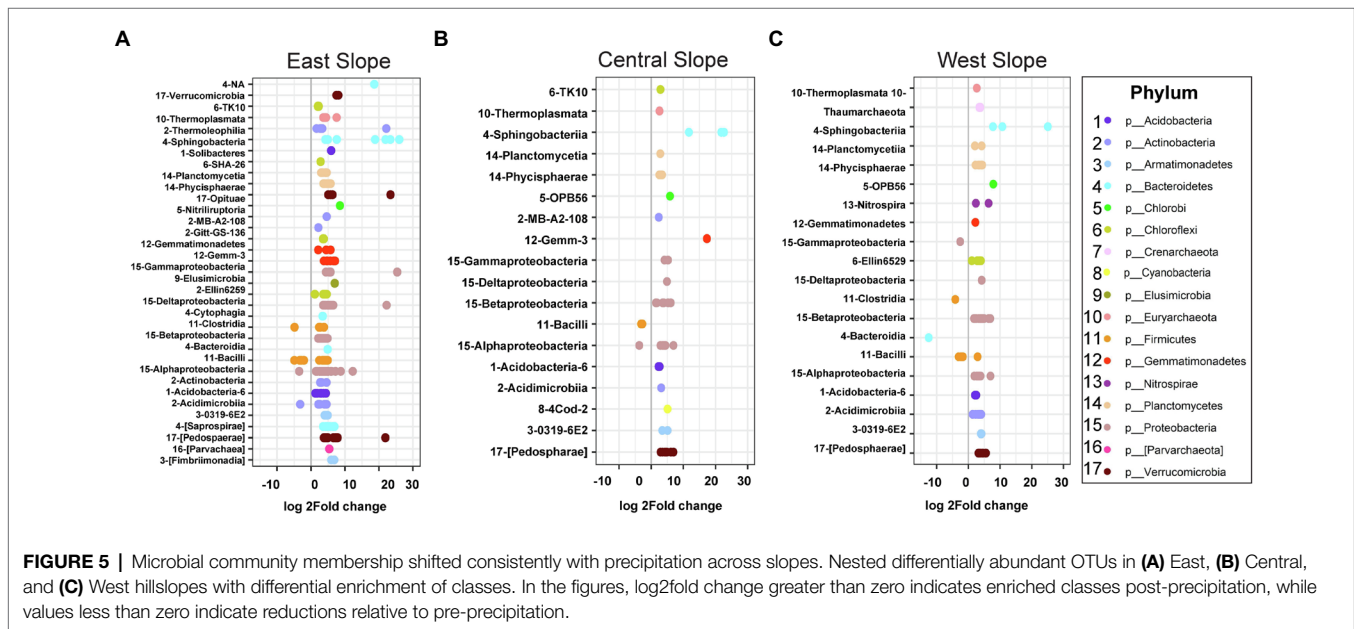 A
East Slope
4-NA
17-Verrucomicrobia
6-TK10
10-Thermoplasmata
2-Thermoleophilia
4-Sphingobacteria
1-Solibacteres
6-SHA-26
14-Planctomycetia
14-Phycisphaerae
17-Opituae
5-Nitriliruptoria
2-MB-A2-108
2-Gitt-GS-136
12-Gemmatimonadetes
12-Gemm-3
15-Gammaproteobacteria
9-Elusimicrobia
2-Ellin6259
15-Deltaproteobacteria
4-Cytophagia
11-Clostridia
15-Betaproteobacteria
4-Bacteroidia
11-Bacilli
15-Alphaproteobacteria
2-Actinobacteria
1-Acidobacteria-6
2-Acidimicrobiia
3-0319-6E2
4-[Saprospirae]
17-[Pedospaerae]
16-[Parvachaea]
3-[Fimbriimonadia]
-10 0 10 20 30
log 2Fold change
B
Central Slope
6-TK10
10-Thermoplasmata
4-Sphingobacteriia
14-Planctomycetia
14-Phycisphaerae
5-OPB56
2-MB-A2-108
12-Gemm-3
15-Gammaproteobacteria
15-Deltaproteobacteria
15-Betaproteobacteria
11-Bacilli
15-Alphaproteobacteria
1-Acidobacteria-6
2-Acidimicrobiia
8-4Cod-2
3-0319-6E2
17-[Pedospharae]
-10 0 10 20 30
log 2Fold change
C
West Slope
10-Thermoplasmata 10-
Thaumarchaeota
4-Sphingobacteriia
14-Planctomycetiia
14-Phycisphaerae
5-OPB56
13-Nitrospira
12-Gemmatimonadetes
15-Gammaproteobacteria
6-Ellin6529
15-Deltaproteobacteria
11-Clostridia
15-Betaproteobacteria
4-Bacteroidia
11-Bacilli
15-Alphaproteobacteria
1-Acidobacteria-6
2-Acidimicrobiia
3-0319-6E2
17-[Pedosphaerae]
-10 0 10 20 30
log 2Fold change
Phylum
1 p__Acidobacteria
2 p__Actinobacteria
3 p__Armatimonadetes
4 p__Bacteroidetes
5 p__Chlorobi
6 p__Chloroflexi
7 p__Crenarchaeota
8 p__Cyanobacteria
9 p__Elusimicrobia
10 p__Euryarchaeota
11 p__Firmicutes
12 p__Gemmatimonadetes
13 p__Nitrospirae
14 p__Planctomycetes
15 p__Proteobacteria
16 p__[Parvarchaeota]
17 p__Verrucomicrobia
FIGURE 5 | Microbial community membership shifted consistently with precipitation across slopes. Nested differentially abundant OTUs in (A) East, (B) Central,
and (C) West hillslopes with differential enrichment of classes. In the figures, log2fold change greater than zero indicates enriched classes post-precipitation, while
values less than zero indicate reductions relative to pre-precipitation.